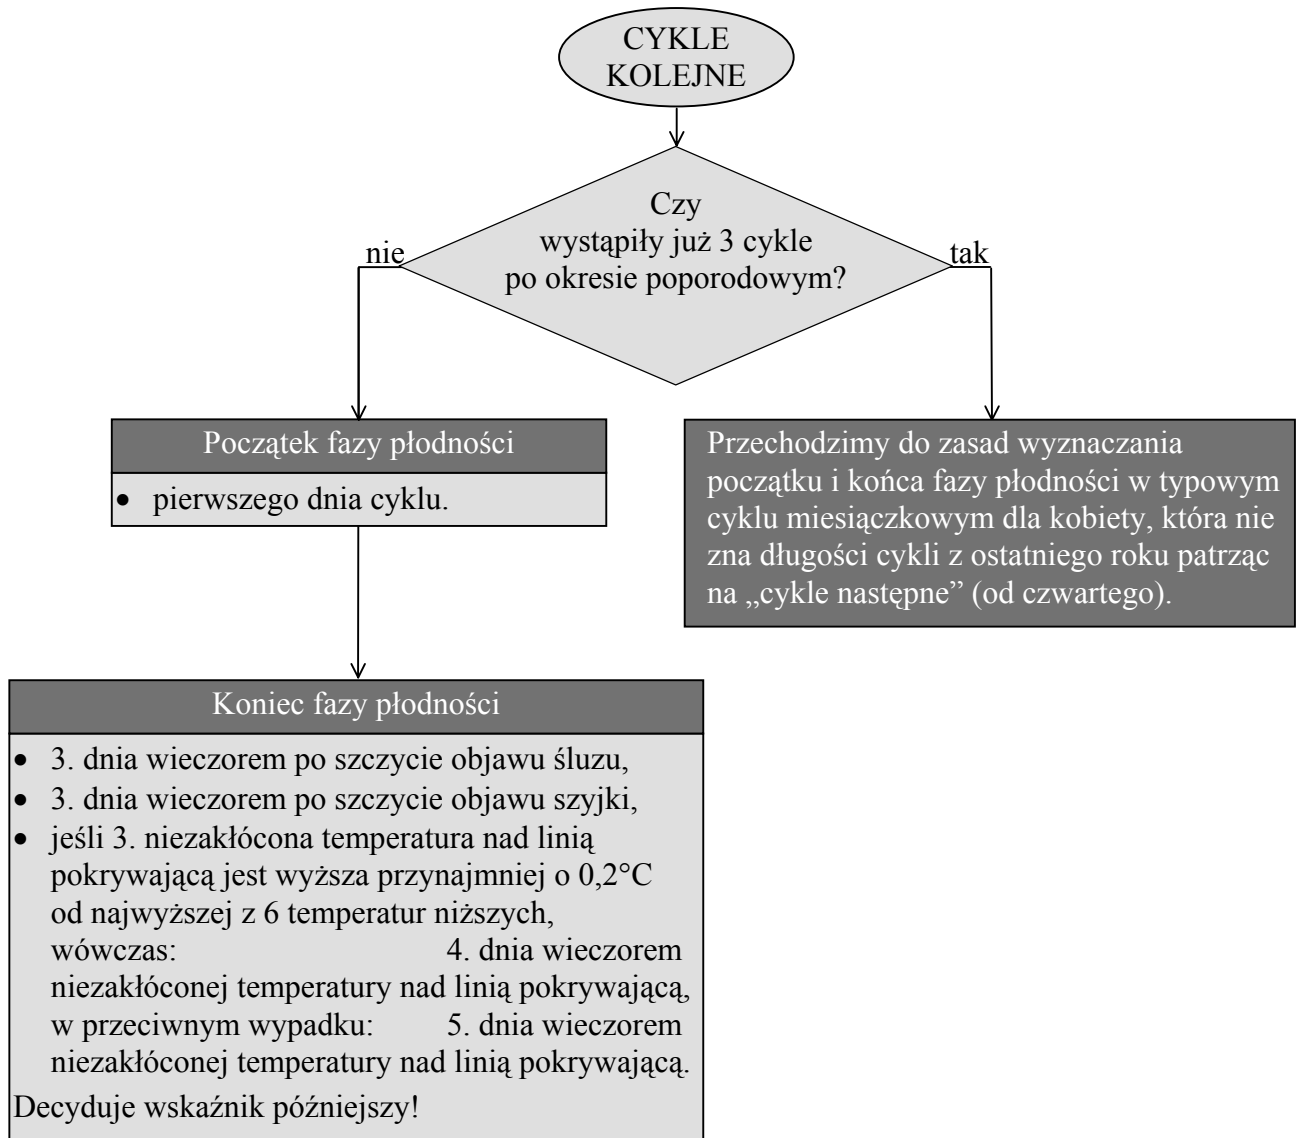 CYKLE
KOLEJNE
Czy
wystąpiły już 3 cykle
po okresie poporodowym?
nie
tak
Początek fazy płodności
• pierwszego dnia cyklu.
Przechodzimy do zasad wyznaczania
początku i końca fazy płodności w typowym
cyklu miesiączkowym dla kobiety, która nie
zna długości cykli z ostatniego roku patrząc
na „cykle następne” (od czwartego).
Koniec fazy płodności
• 3. dnia wieczorem po szczycie objawu śluzu,
• 3. dnia wieczorem po szczycie objawu szyjki,
• jeśli 3. niezakłócona temperatura nad linią
pokrywającą jest wyższa przynajmniej o 0,2°C
od najwyższej z 6 temperatur niższych,
wówczas: 4. dnia wieczorem
niezakłóconej temperatury nad linią pokrywającą,
w przeciwnym wypadku: 5. dnia wieczorem
niezakłóconej temperatury nad linią pokrywającą.
Decyduje wskaźnik późniejszy!